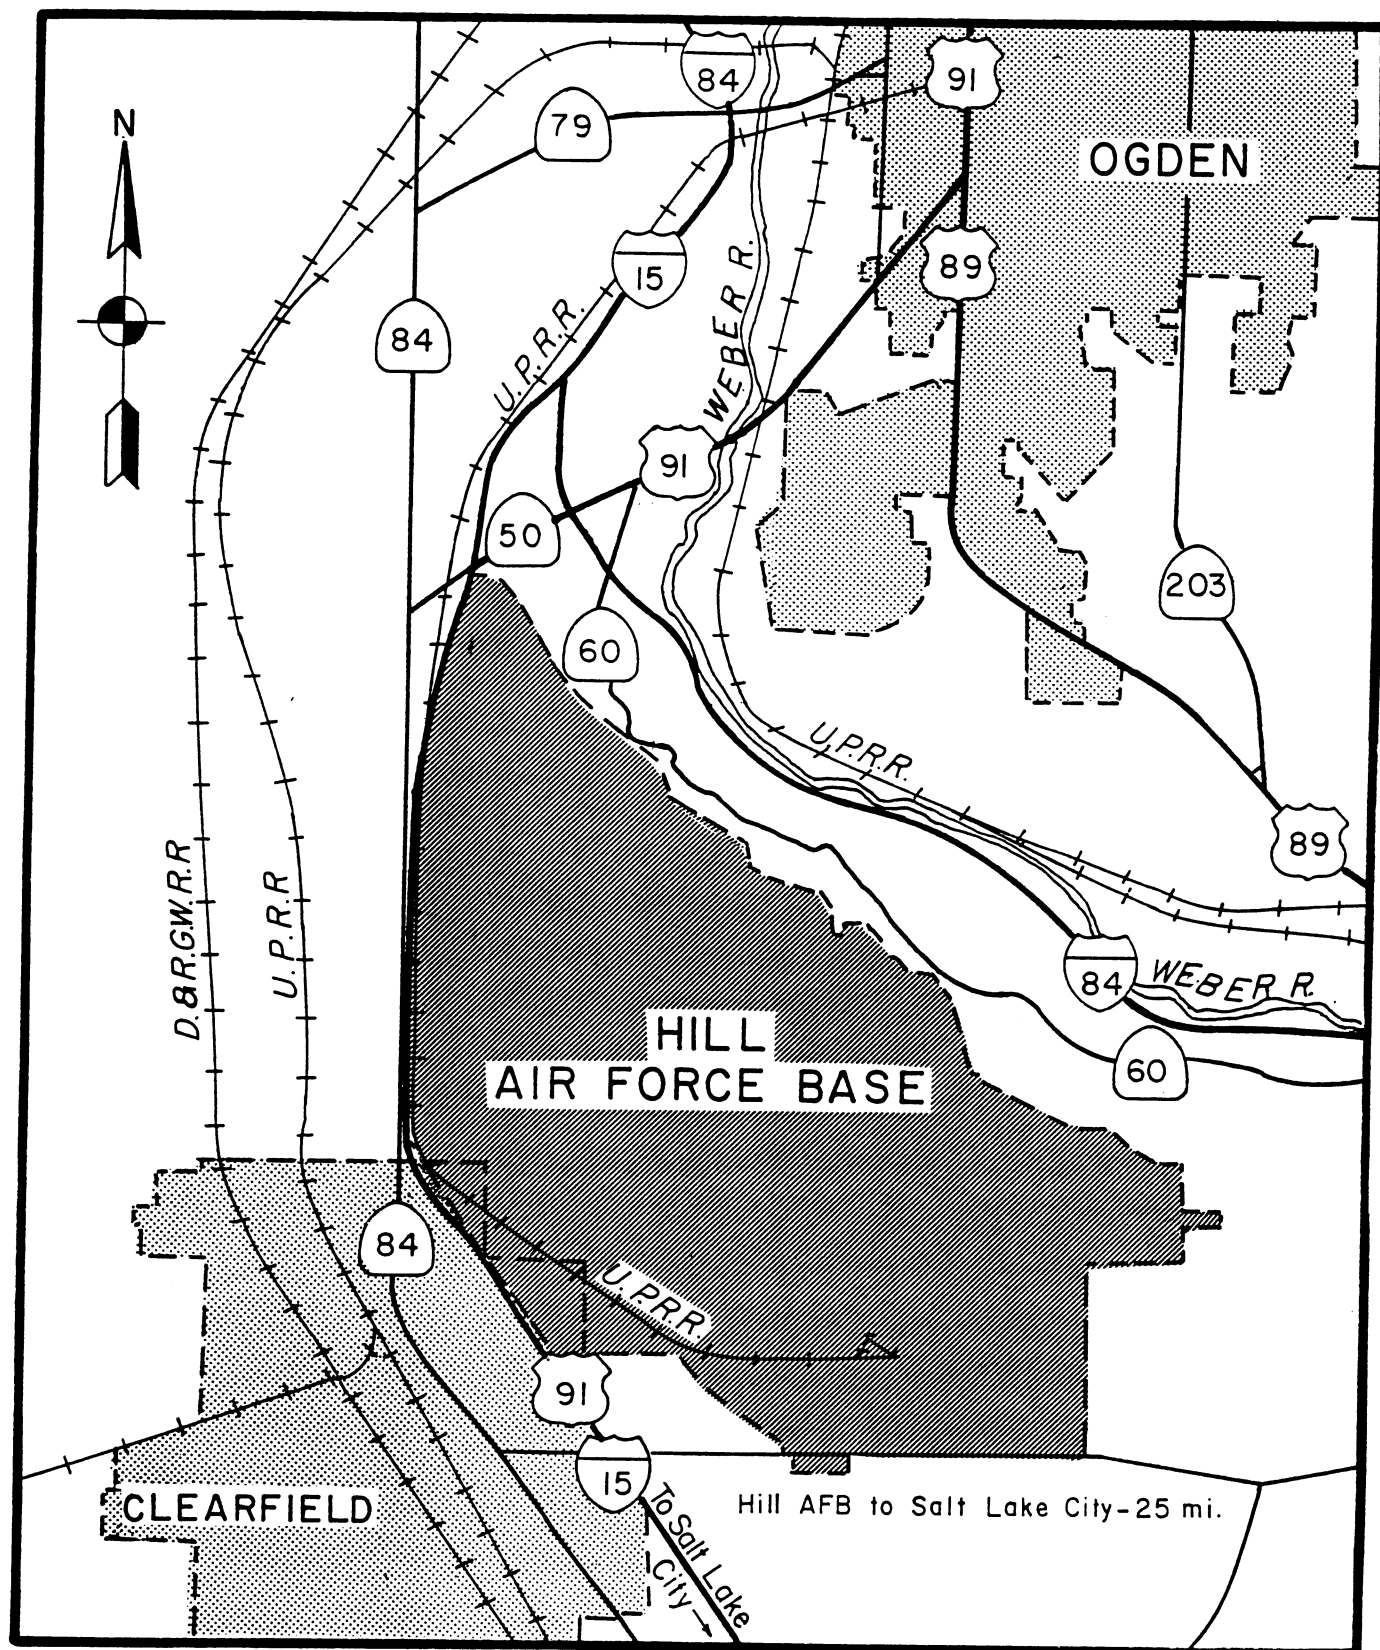 84
91
79
N
OGDEN
WEBER R.
89
15
84
U.P.R.R.
91
50
203
60
U.P.R.R.
89
D.&R.G.W.R.R
U.P.R.R
84
WEBER R.
HILL
AIR FORCE BASE
60
84
U.P.R.R.
91
15
CLEARFIELD
Hill AFB to Salt Lake City-25 mi.
To Salt Lake
City